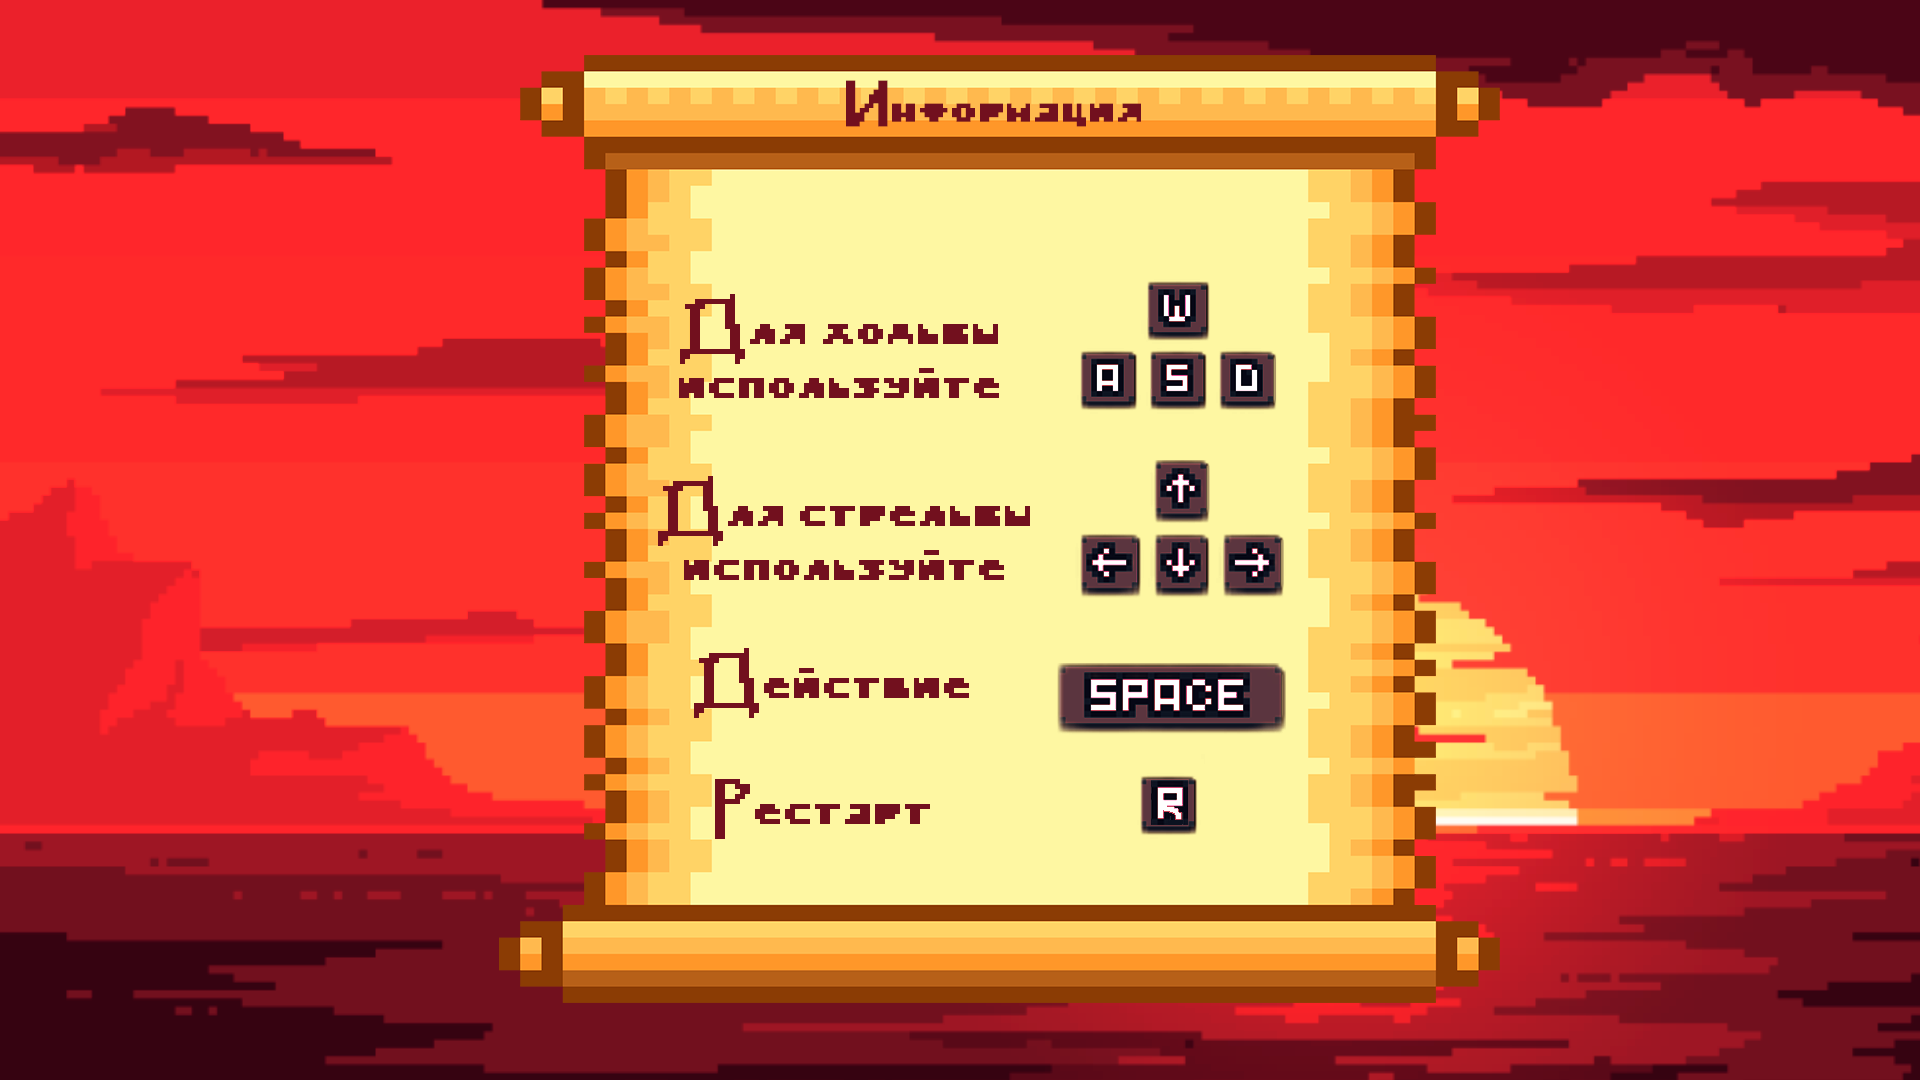 Информация
Для ходьбы
используйте
W
A S D
Для стрельбы
используйте
↑
← ↓ →
Действие
SPACE
Рестарт
R